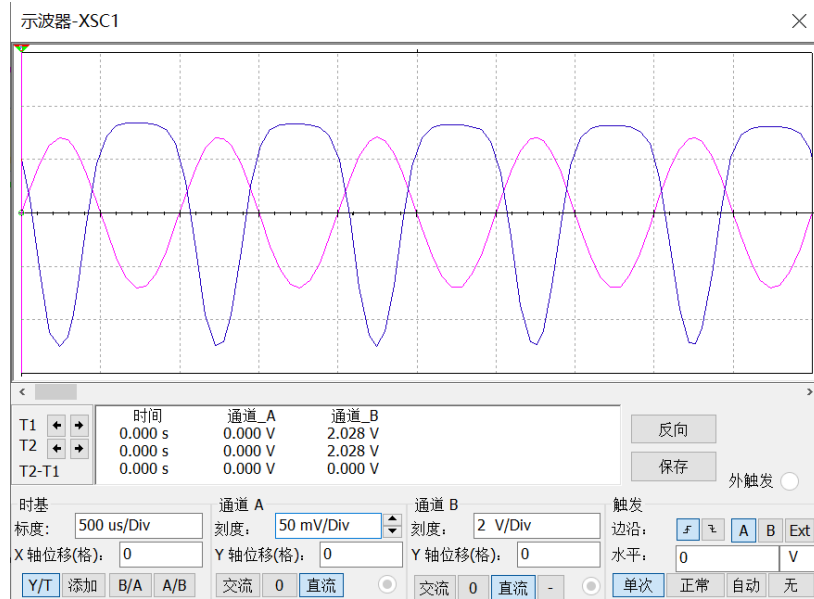 示波器-XSC1
时间 通道_A 通道_B
T1 0.000 s 0.000 V 2.028 V
T2 0.000 s 0.000 V 2.028 V
T2-T1 0.000 s 0.000 V 0.000 V
反向
保存
外触发
时基
标度: 500 us/Div
X 轴位移(格): 0
Y/T 添加 B/A A/B
通道 A
刻度: 50 mV/Div
Y 轴位移(格): 0
交流 0 直流
通道 B
刻度: 2 V/Div
Y 轴位移(格): 0
交流 0 直流 -
触发
边沿: A B Ext
水平: 0 V
单次 正常 自动 无